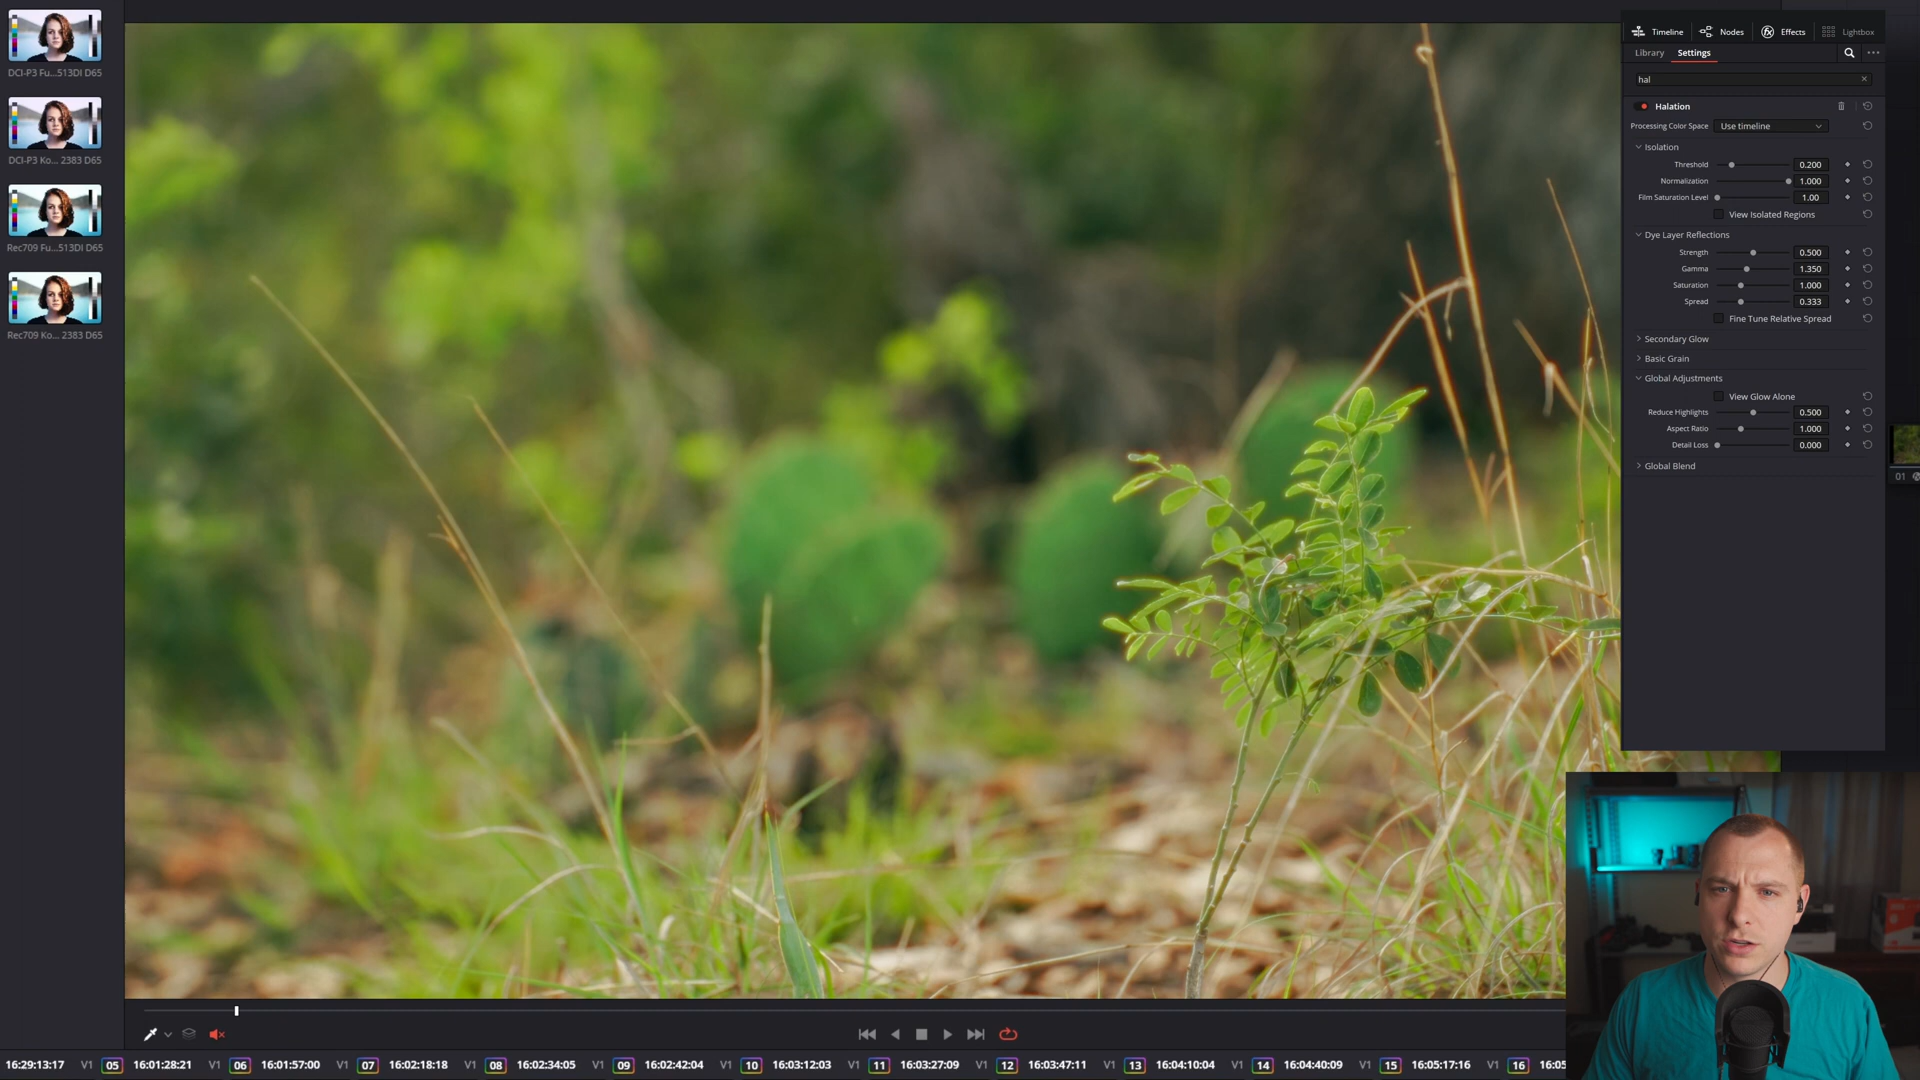 DCI-P3 Fu...513DI D65
DCI-P3 Ko... 2383 D65
Rec709 Fu...513DI D65
Rec709 Ko... 2383 D65
Timeline Nodes fx Effects Lightbox
Library Settings
hal
Halation
Processing Color Space Use timeline
Isolation
Threshold 0.200
Normalization 1.000
Film Saturation Level 1.00
View Isolated Regions
Dye Layer Reflections
Strength 0.500
Gamma 1.350
Saturation 1.000
Spread 0.333
Fine Tune Relative Spread
Secondary Glow
Basic Grain
Global Adjustments
View Glow Alone
Reduce Highlights 0.500
Aspect Ratio 1.000
Detail Loss 0.000
Global Blend
01
16:29:13:17 V1 05 16:01:28:21 V1 06 16:01:57:00 V1 07 16:02:18:18 V1 08 16:02:34:05 V1 09 16:02:42:04 V1 10 16:03:12:03 V1 11 16:03:27:09 V1 12 16:03:47:11 V1 13 16:04:10:04 V1 14 16:04:40:09 V1 15 16:05:17:16 V1 16 16:05